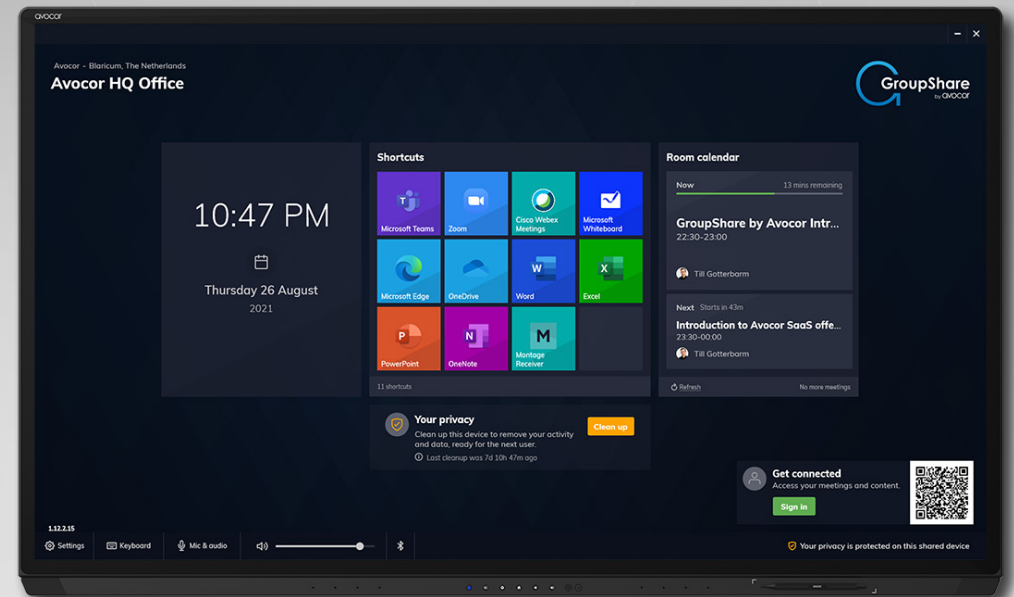 avocor
Avocor - Blaricum, The Netherlands
Avocor HQ Office
GroupShare
by avocor
10:47 PM
Thursday 26 August
2021
Shortcuts
Microsoft Teams
Zoom
Cisco Webex
Meetings
Microsoft
Whiteboard
Microsoft Edge
OneDrive
W
Word
X
Excel
P
PowerPoint
N
OneNote
M
Montage
Receiver
11 shortcuts
Room calendar
Now
13 mins remaining
GroupShare by Avocor Intr...
22:30-23:00
Till Gotterbarm
Next Starts in 43m
Introduction to Avocor SaaS offe...
23:30-00:00
Till Gotterbarm
Refresh
No more meetings
Your privacy
Clean up this device to remove your activity
and data, ready for the next user.
Last cleanup was 7d 10h 47m ago
Clean up
Get connected
Access your meetings and content.
Sign in
1.12.2.15
Settings
Keyboard
Mic & audio
Your privacy is protected on this shared device